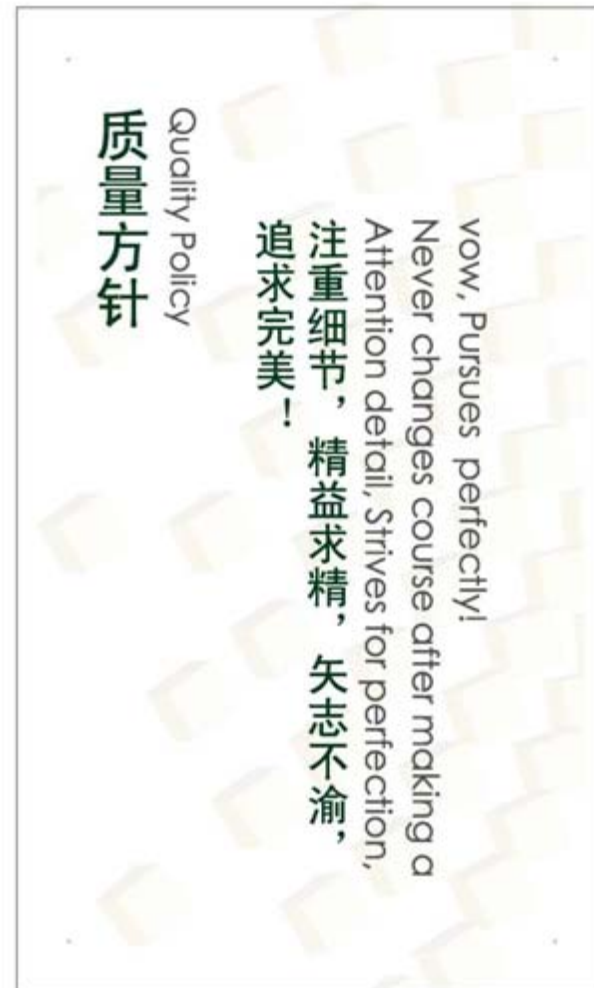 质量方针
Quality Policy
注重细节，精益求精，矢志不渝，
追求完美！
Attention detail, Strives for perfection,
Never changes course after making a
vow, Pursues perfectly!